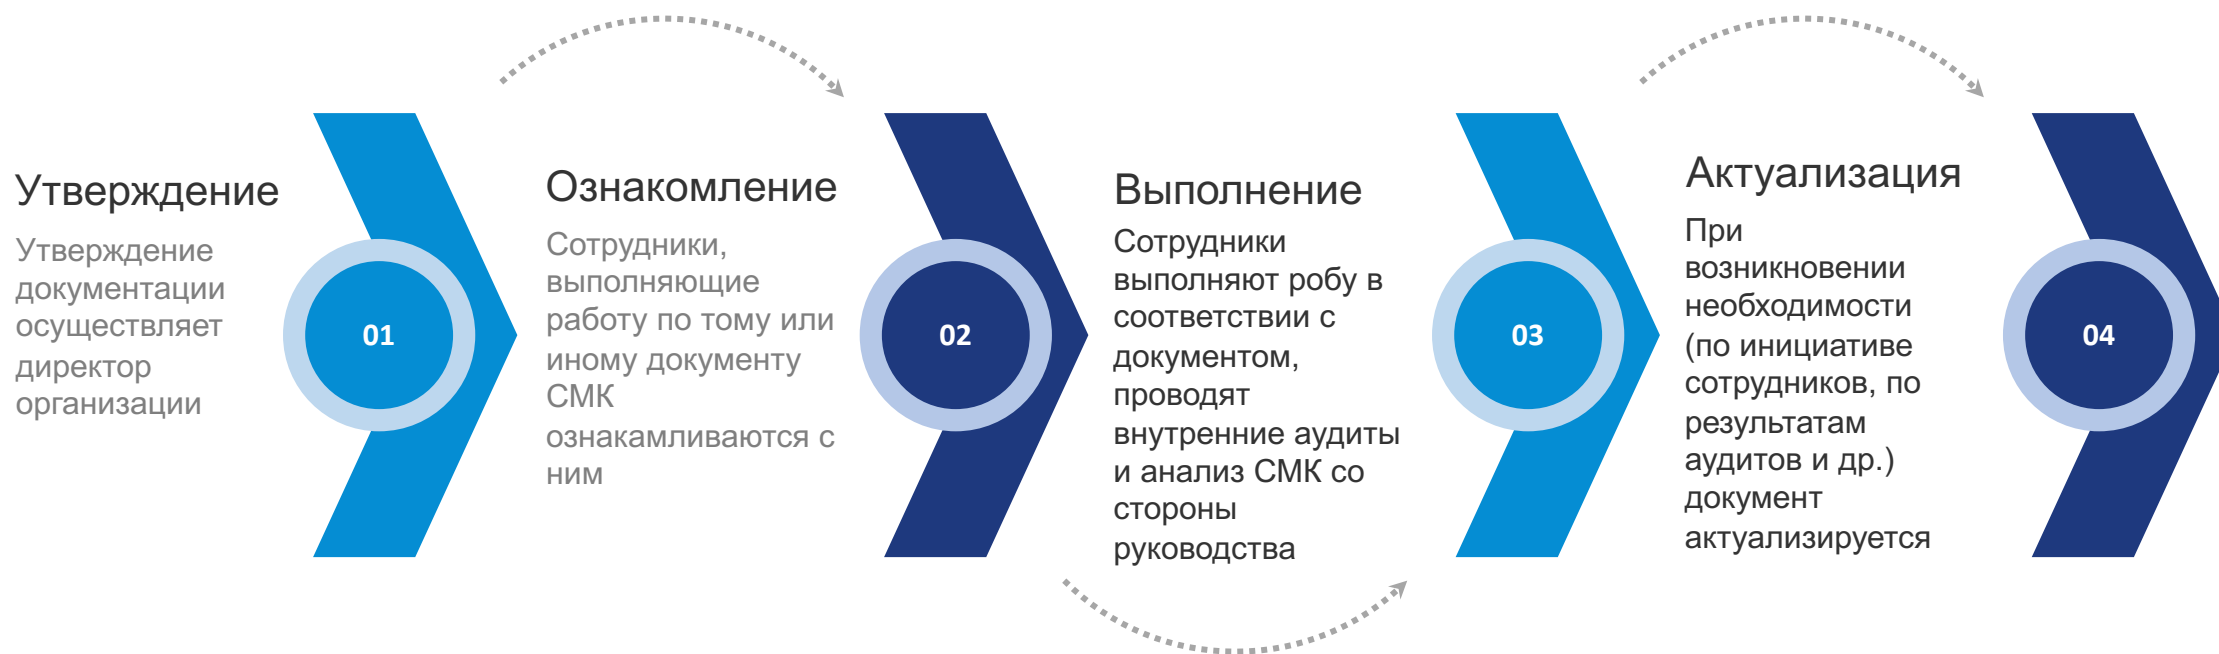 Утверждение
Утверждение
документации
осуществляет
директор
организации
01
Ознакомление
Сотрудники,
выполняющие
работу по тому или
иному документу
СМК
ознакамливаются с
ним
02
Выполнение
Сотрудники
выполняют робу в
соответствии с
документом,
проводят
внутренние аудиты
и анализ СМК со
стороны
руководства
03
Актуализация
При
возникновении
необходимости
(по инициативе
сотрудников, по
результатам
аудитов и др.)
документ
актуализируется
04